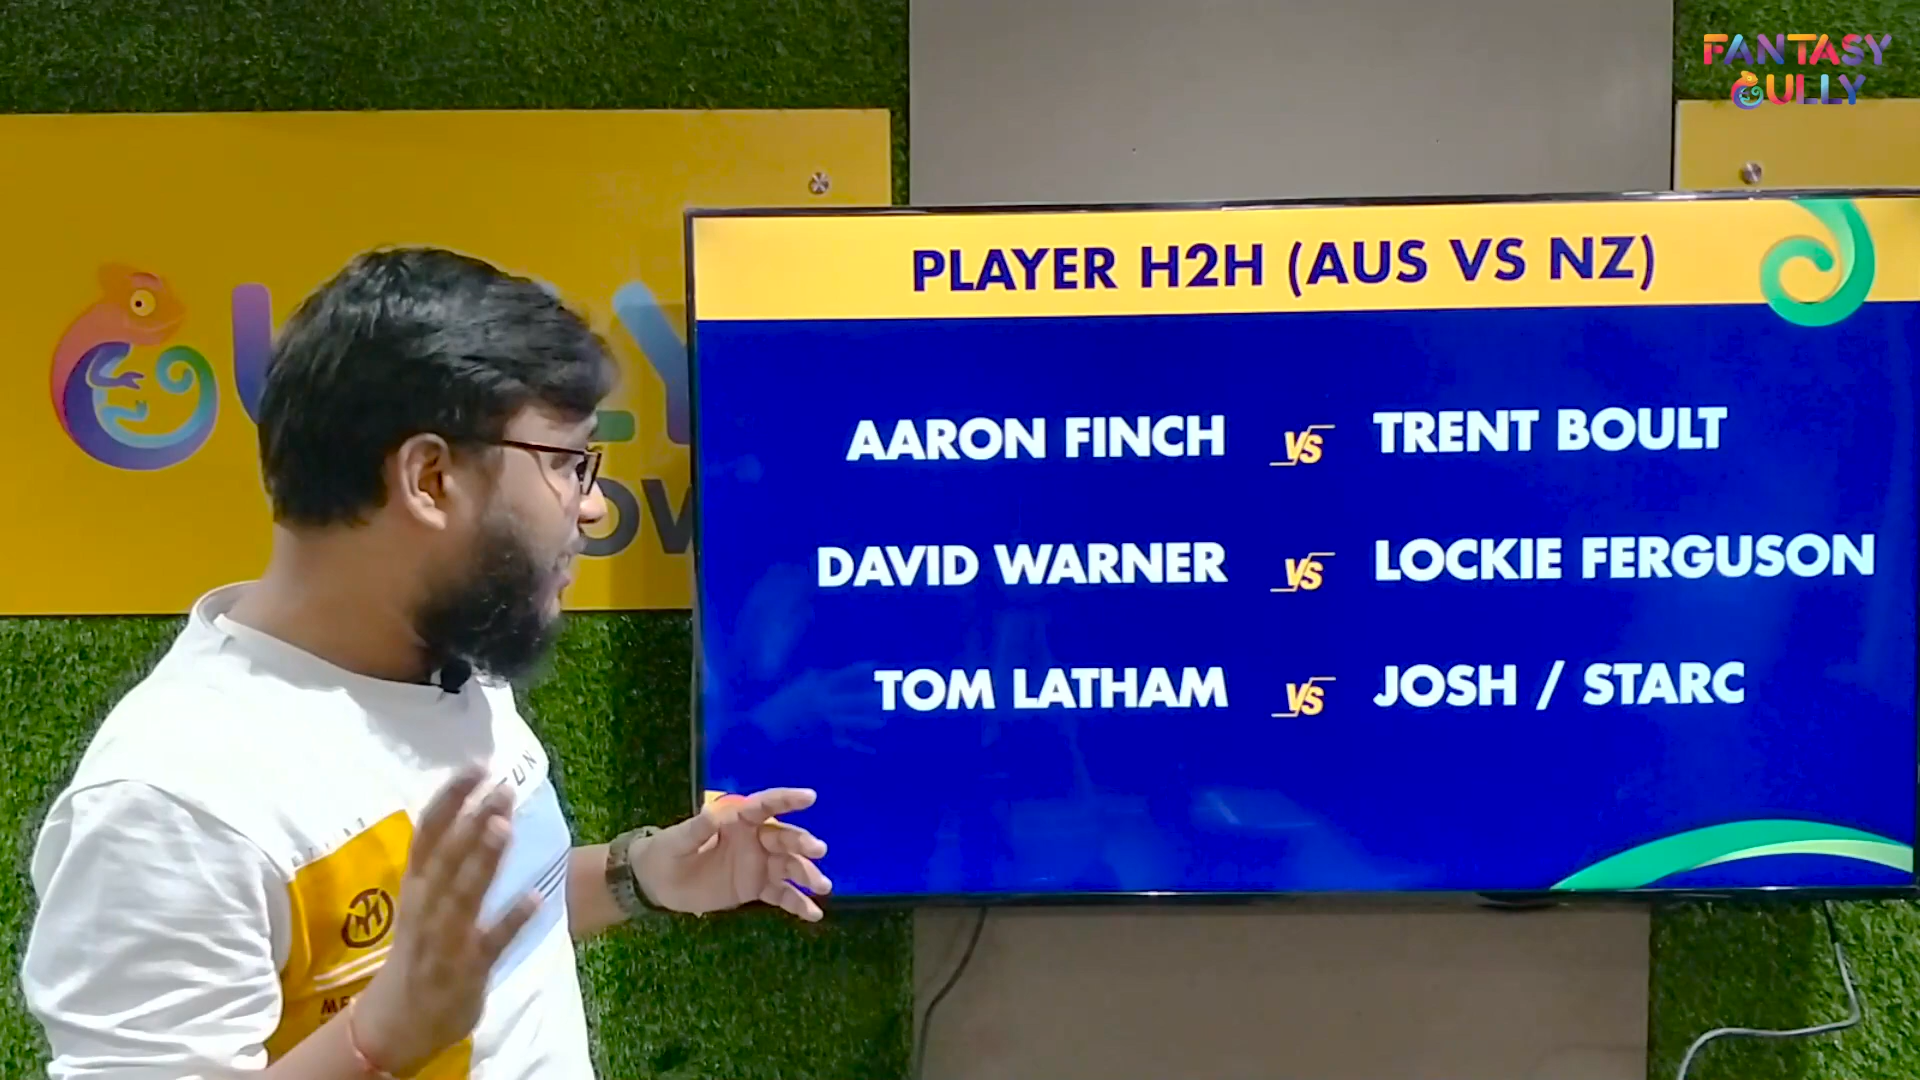 FANTASY
GULLY
PLAYER H2H (AUS VS NZ)
AARON FINCH VS TRENT BOULT
DAVID WARNER VS LOCKIE FERGUSON
TOM LATHAM VS JOSH / STARC